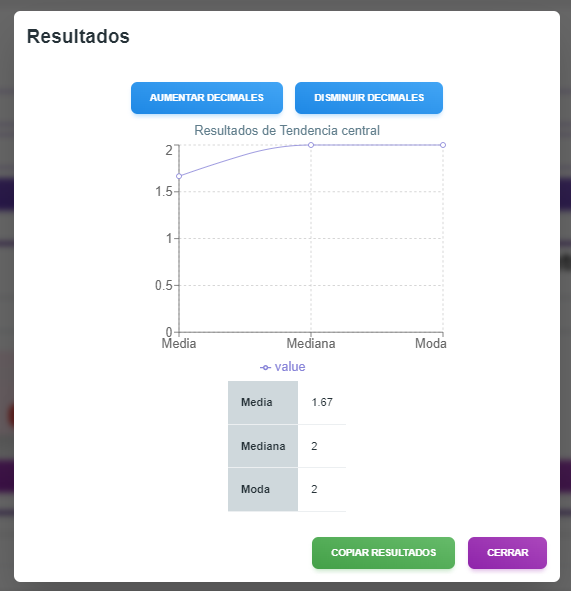 Resultados
AUMENTAR DECIMALES DISMINUIR DECIMALES
Resultados de Tendencia central
2
1.5
1
0.5
0
Media Mediana Moda
value
Media 1.67
Mediana 2
Moda 2
COPIAR RESULTADOS CERRAR